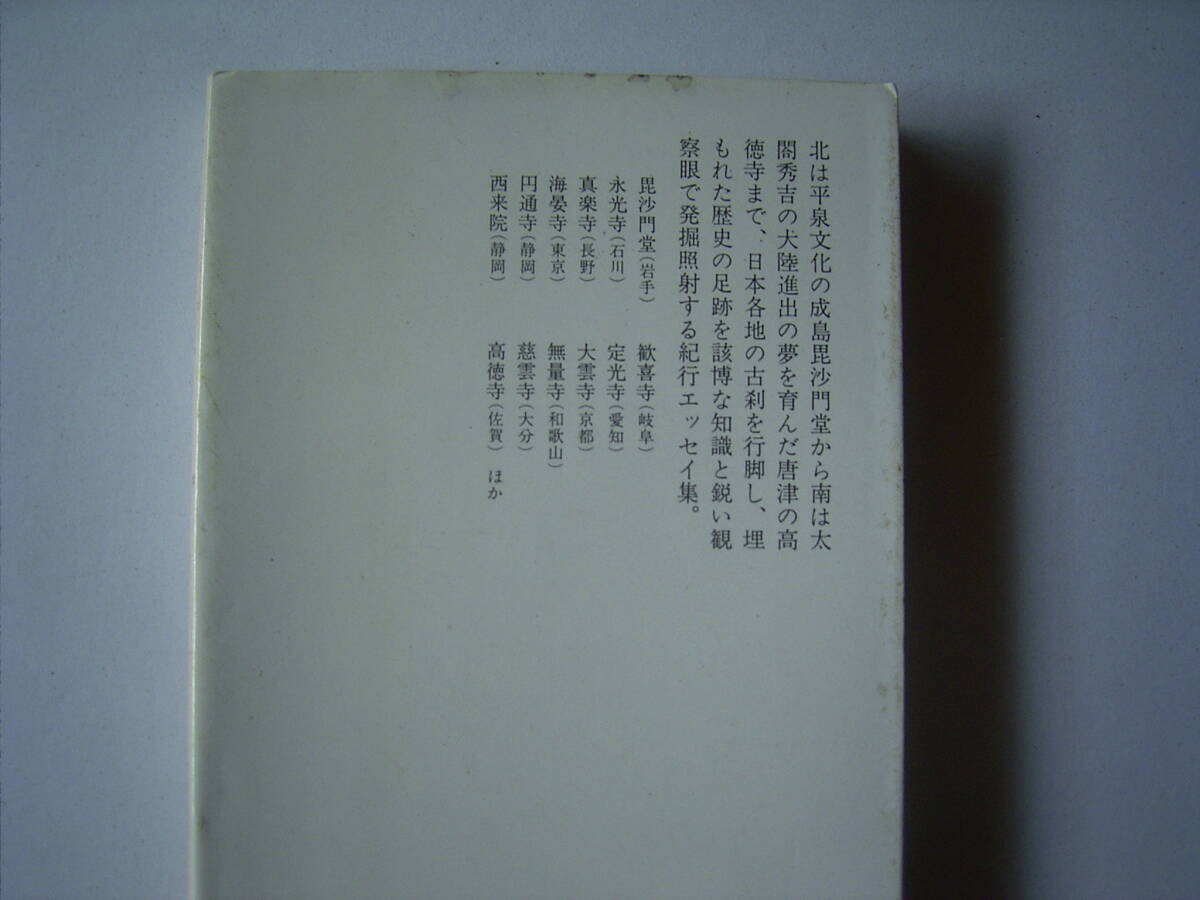 北は平泉文化の成島毘沙門堂から南は太
閤秀吉の大陸進出の夢を育んだ唐津の高
徳寺まで、日本各地の古刹を行脚し、埋
もれた歴史の足跡を該博な知識と鋭い観
察眼で発掘照射する紀行エッセイ集。
毘沙門堂(岩手)
永光寺(石川)
真楽寺(長野)
海晏寺(東京)
円通寺(静岡)
西来院(静岡)
歓喜寺(岐阜)
定光寺(愛知)
大雲寺(京都)
無量寺(和歌山)
慈雲寺(大分)
高徳寺(佐賀) ほか